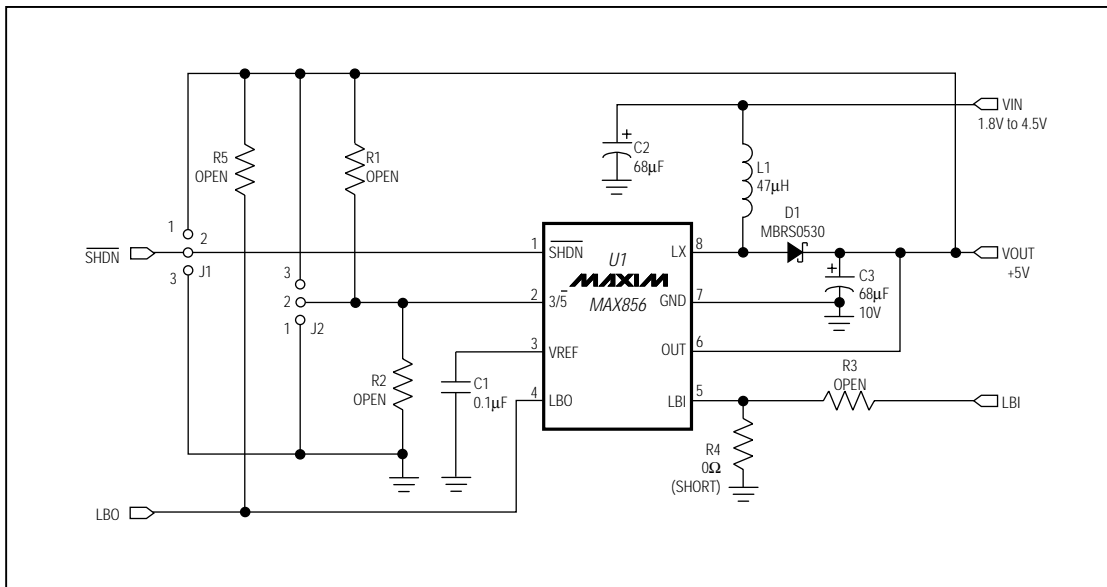 VIN
1.8V to 4.5V
R5
OPEN
R1
OPEN
+
C2
68µF
L1
47µH
D1
MBRS0530
1
2
3
J1
SHDN
3
2
1
J2
1
SHDN
2
3/5
3
VREF
4
LBO
U1
MAXIM
MAX856
LX
8
GND
7
OUT
6
LBI
5
VOUT
+5V
+
C3
68µF
10V
R2
OPEN
C1
0.1µF
R3
OPEN
LBI
R4
0Ω
(SHORT)
LBO